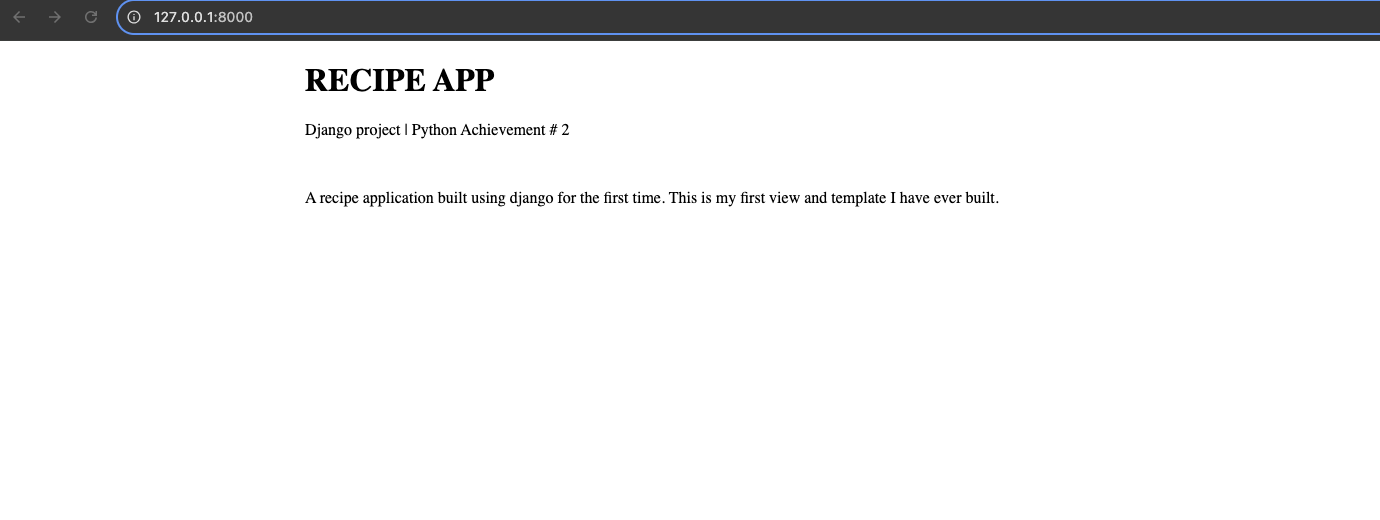 127.0.0.1:8000
RECIPE APP
Django project | Python Achievement # 2
A recipe application built using django for the first time. This is my first view and template I have ever built.